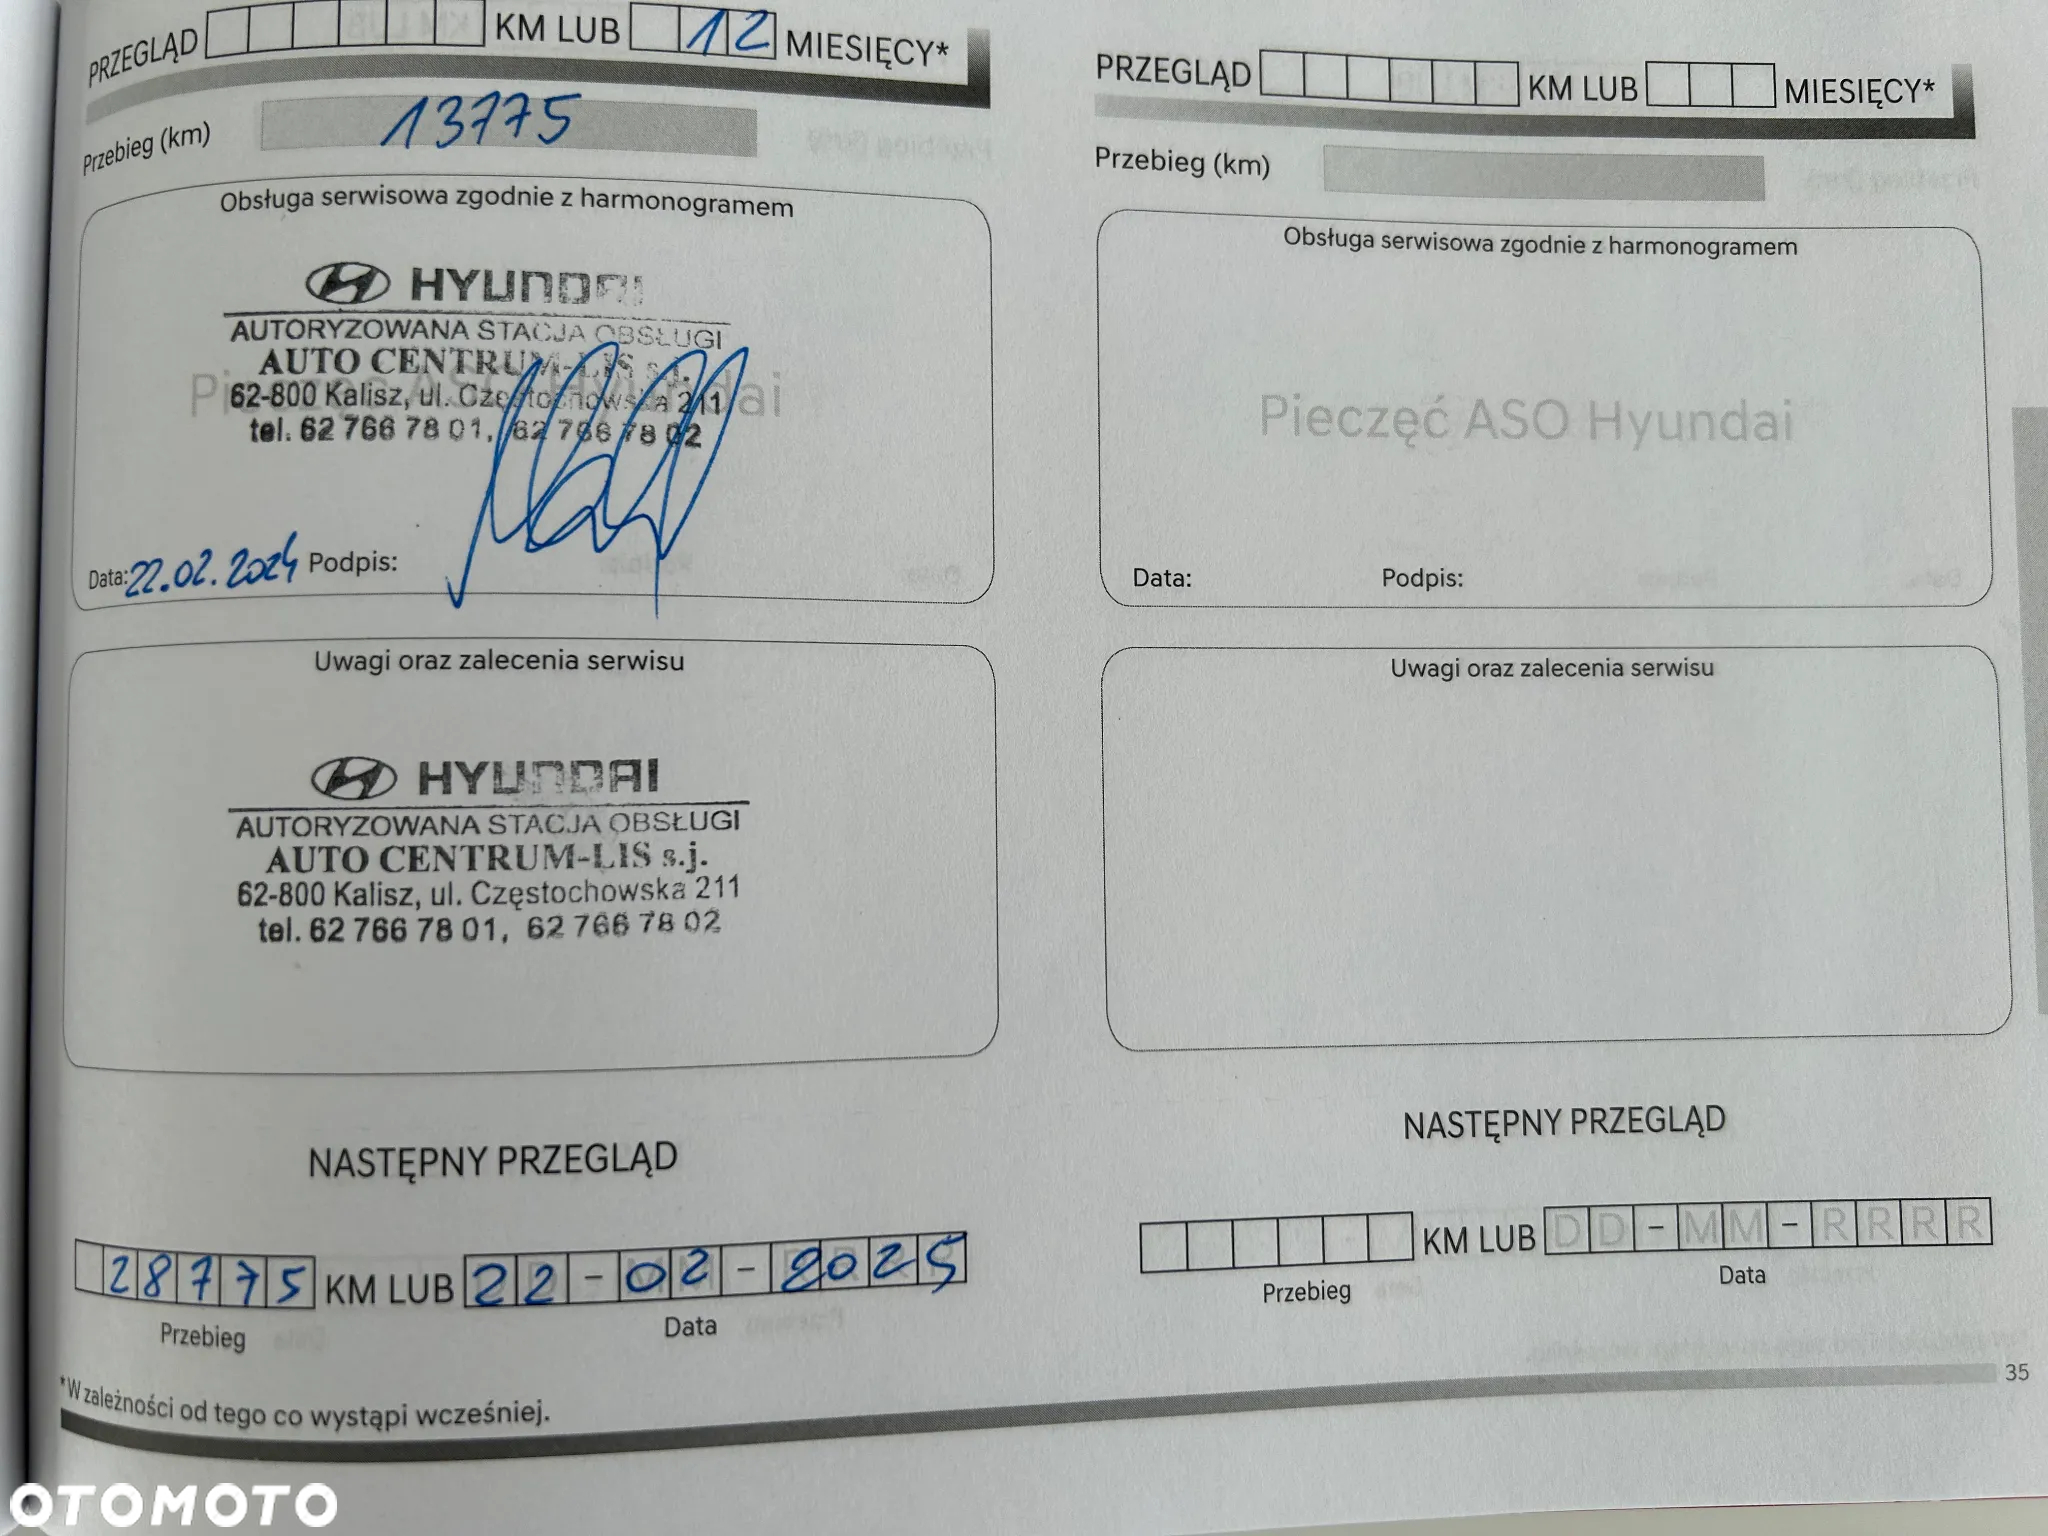 PRZEGLĄD KM LUB 12 MIESIĘCY*
Przebieg (km) 13775
Obsługa serwisowa zgodnie z harmonogramem
HYUNDAI
AUTORYZOWANA STACJA OBSŁUGI
AUTO CENTRUM-LIS s.j.
Pieczęć ASO Hyundai
62-800 Kalisz, ul. Częstochowska 211
tel. 62 766 78 01, 62 766 78 02
Data: 22.02.2024 Podpis:
Uwagi oraz zalecenia serwisu
HYUNDAI
AUTORYZOWANA STACJA OBSŁUGI
AUTO CENTRUM-LIS s.j.
62-800 Kalisz, ul. Częstochowska 211
tel. 62 766 78 01, 62 766 78 02
NASTĘPNY PRZEGLĄD
28775 KM LUB 22-02-2025
Przebieg Data
*W zależności od tego co wystąpi wcześniej.
PRZEGLĄD KM LUB MIESIĘCY*
Przebieg (km)
Obsługa serwisowa zgodnie z harmonogramem
Pieczęć ASO Hyundai
Data: Podpis:
Uwagi oraz zalecenia serwisu
NASTĘPNY PRZEGLĄD
KM LUB DD-MM-RRRR
Przebieg Data
35
OTOMOTO